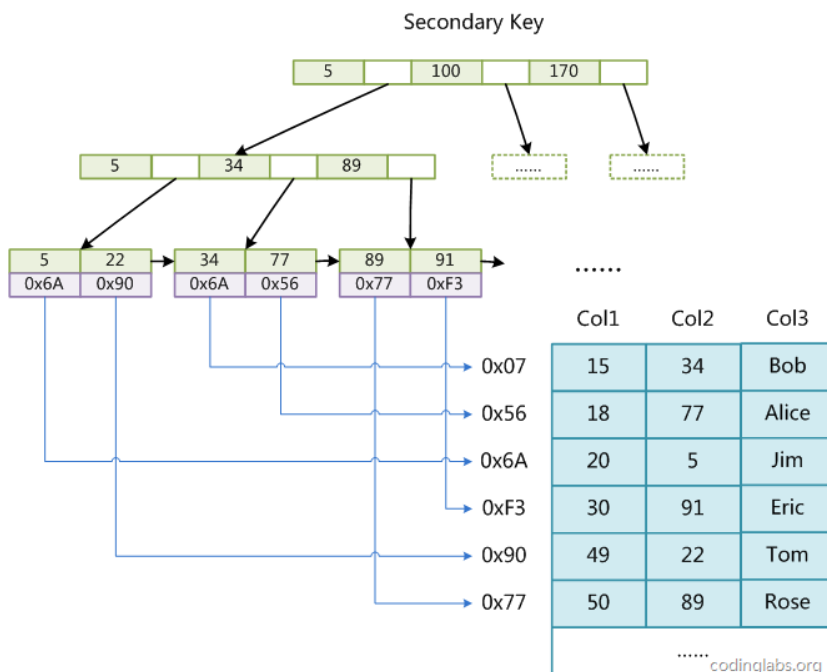 Secondary Key
5 100 170
5 34 89
...... ......
5 22 34 77 89 91
0x6A 0x90 0x6A 0x56 0x77 0xF3
......
Col1 Col2 Col3
0x07 15 34 Bob
0x56 18 77 Alice
0x6A 20 5 Jim
0xF3 30 91 Eric
0x90 49 22 Tom
0x77 50 89 Rose
......
codinglabs.org